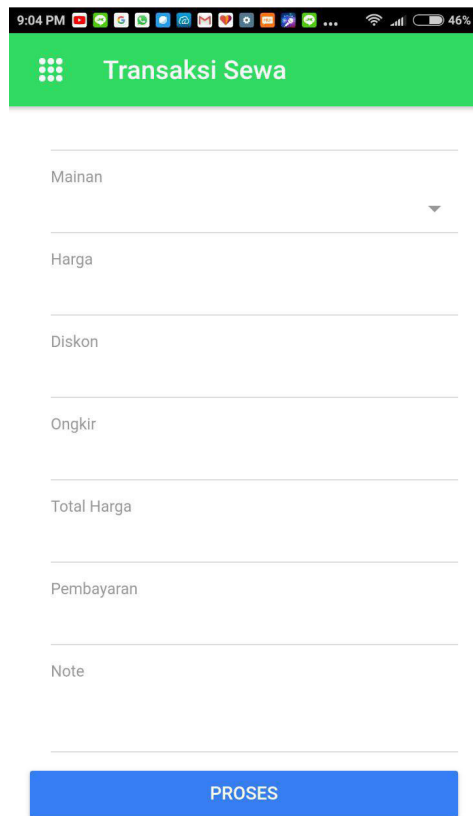 9:04 PM ... 46%
Transaksi Sewa
Mainan
Harga
Diskon
Ongkir
Total Harga
Pembayaran
Note
PROSES